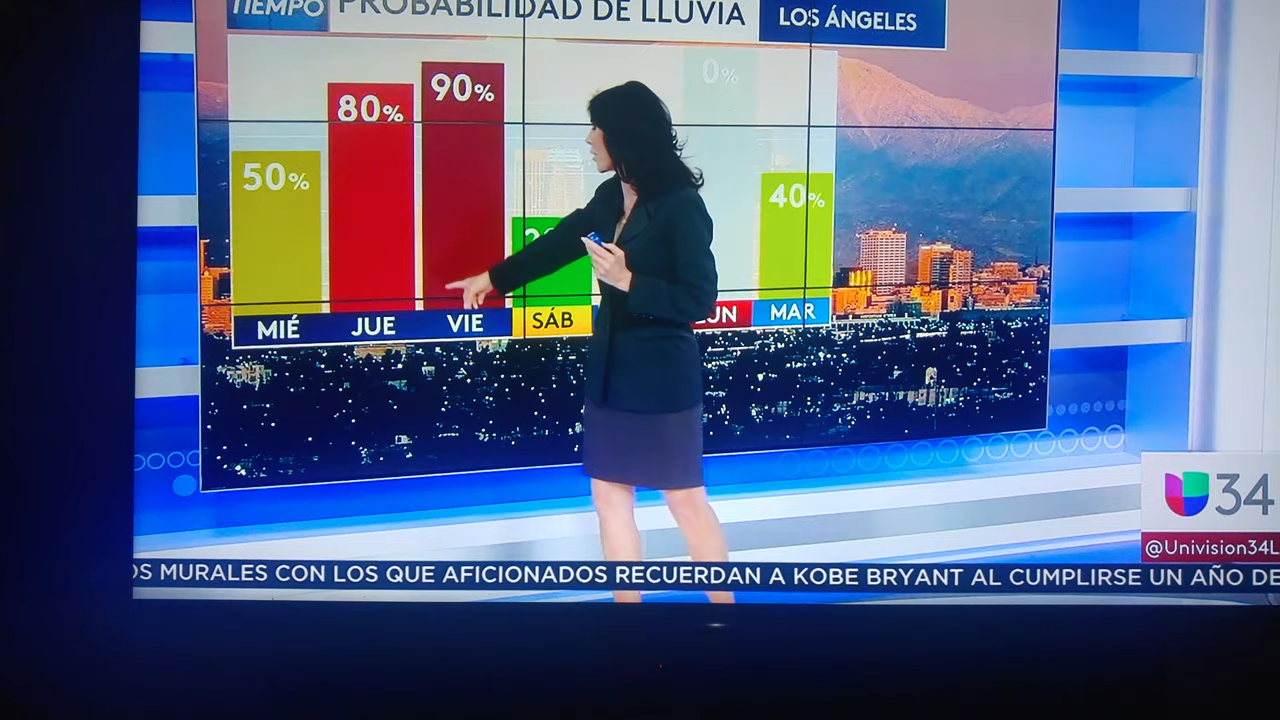 TIEMPO
PROBABILIDAD DE LLUVIA
LOS ÁNGELES
50%
80%
90%
0%
40%
MIÉ
JUE
VIE
SÁB
MAR
34
@Univision34L
OS MURALES CON LOS QUE AFICIONADOS RECUERDAN A KOBE BRYANT AL CUMPLIRSE UN AÑO DE